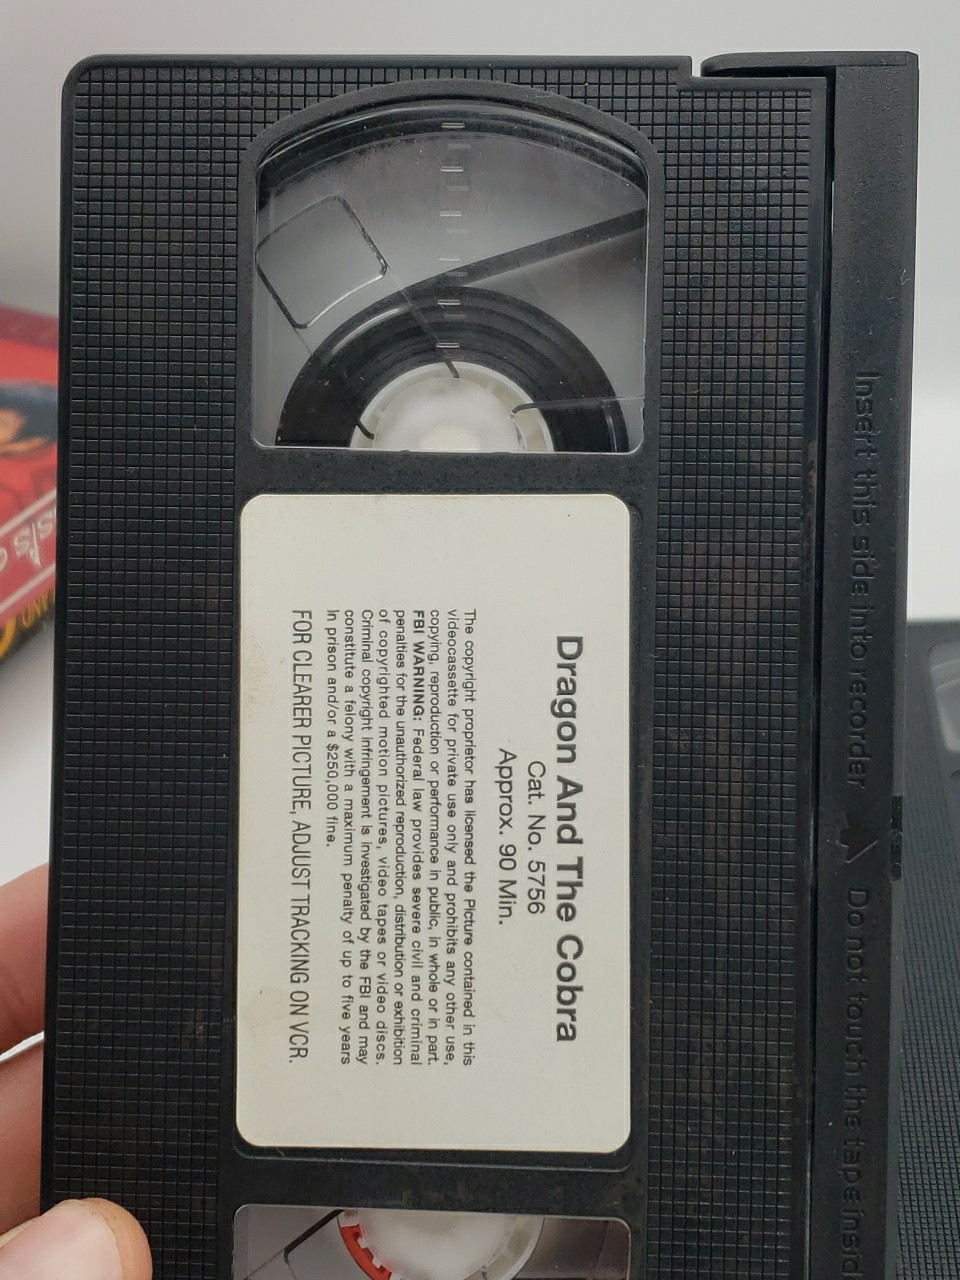 Dragon And The Cobra
Cat. No. 5756
Approx. 90 Min.
The copyright proprietor has licensed the Picture contained in this
videocassette for private use only and prohibits any other use,
copying, reproduction or performance in public, in whole or in part.
FBI WARNING: Federal law provides severe civil and criminal
penalties for the unauthorized reproduction, distribution or exhibition
of copyrighted motion pictures, video tapes or video discs.
Criminal copyright infringement is investigated by the FBI and may
constitute a felony with a maximum penalty of up to five years
in prison and/or a $250,000 fine.
FOR CLEARER PICTURE, ADJUST TRACKING ON VCR.
Insert this side into recorder Do not touch the tape insid